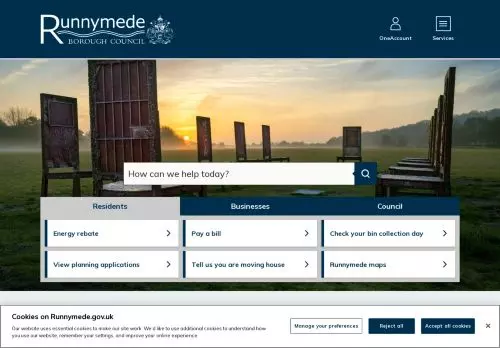 Runnymede
BOROUGH COUNCIL
OneAccount
Services
How can we help today?
Residents
Businesses
Council
Energy rebate
Pay a bill
Check your bin collection day
View planning applications
Tell us you are moving house
Runnymede maps
Cookies on Runnymede.gov.uk
Our website uses essential cookies to make our site work. We'd like to use additional cookies to understand how
you use our website, remember your settings, and improve your online experience.
Manage your preferences
Reject all
Accept all cookies